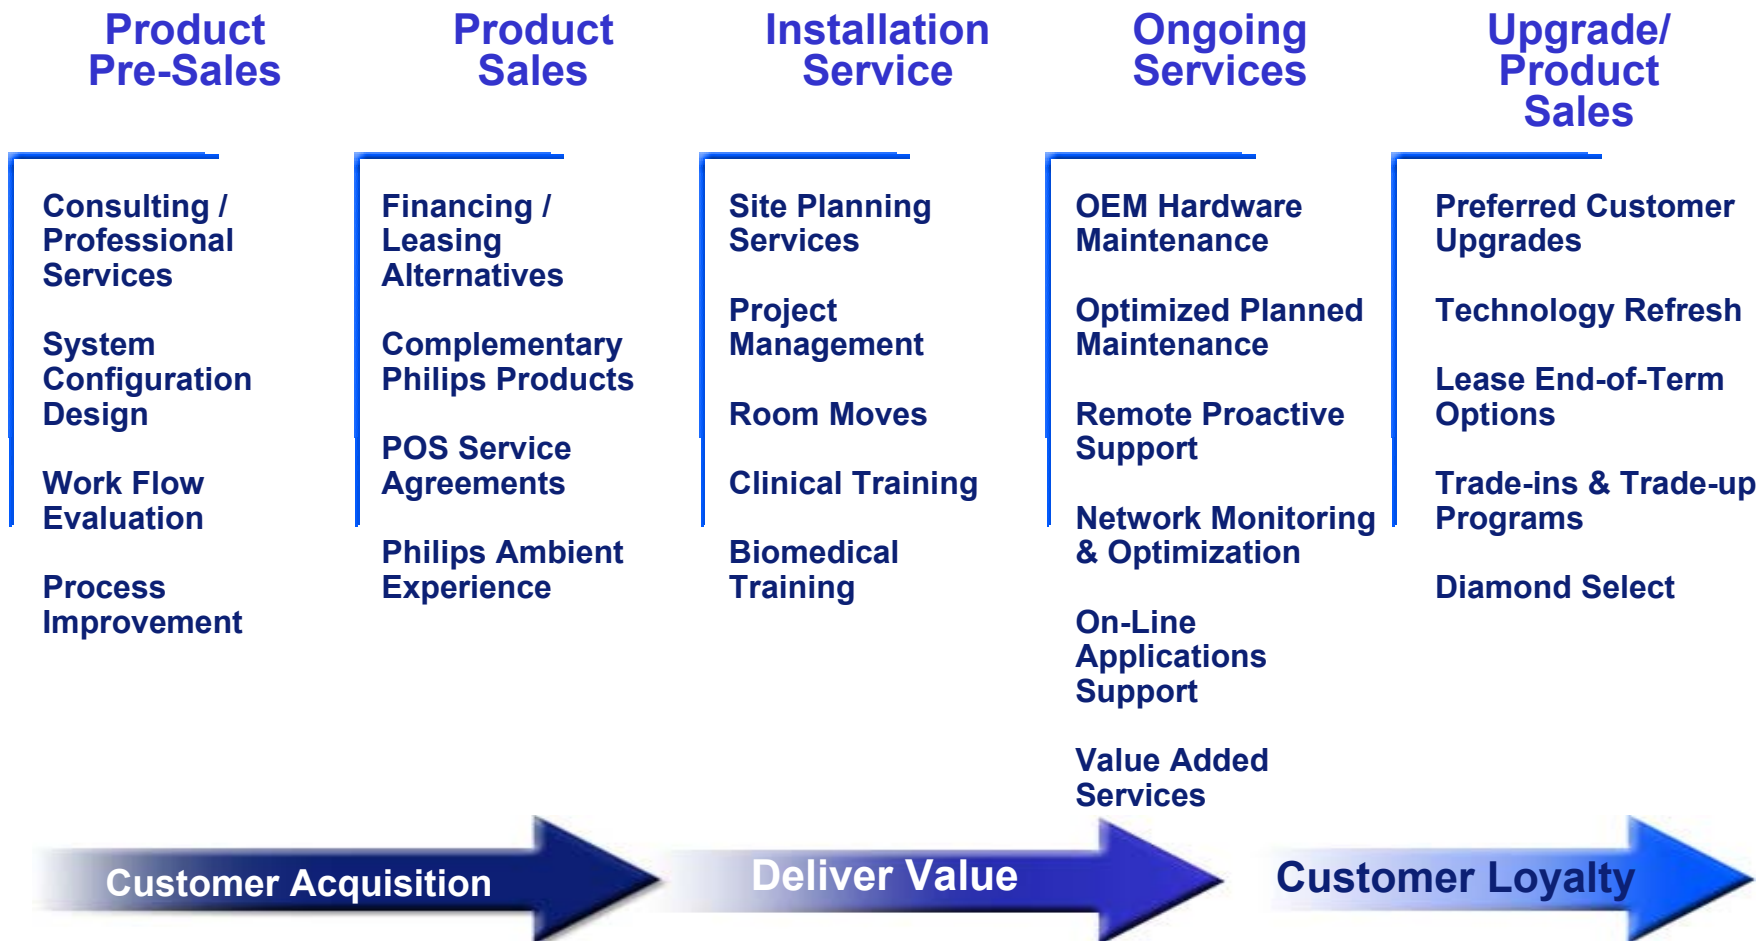 Product
Pre-Sales
Consulting /
Professional
Services
System
Configuration
Design
Work Flow
Evaluation
Process
Improvement
Product
Sales
Financing /
Leasing
Alternatives
Complementary
Philips Products
POS Service
Agreements
Philips Ambient
Experience
Installation
Service
Site Planning
Services
Project
Management
Room Moves
Clinical Training
Biomedical
Training
Ongoing
Services
OEM Hardware
Maintenance
Optimized Planned
Maintenance
Remote Proactive
Support
Network Monitoring
& Optimization
On-Line
Applications
Support
Value Added
Services
Upgrade/
Product
Sales
Preferred Customer
Upgrades
Technology Refresh
Lease End-of-Term
Options
Trade-ins & Trade-up
Programs
Diamond Select
Customer Acquisition
Deliver Value
Customer Loyalty